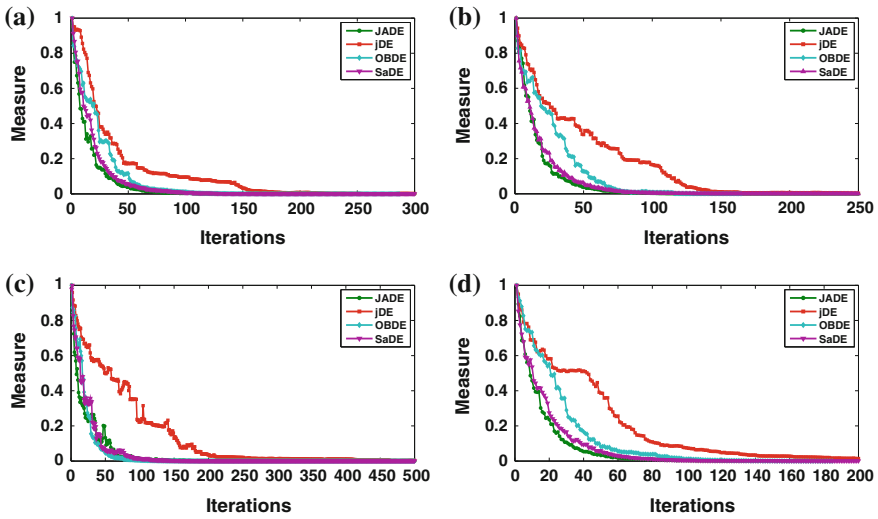 (a)
Measure
1
0.8
0.6
0.4
0.2
0
0 50 100 150 200 250 300
Iterations
JADE
jDE
OBDE
SaDE
(b)
Measure
1
0.8
0.6
0.4
0.2
0
0 50 100 150 200 250
Iterations
JADE
jDE
OBDE
SaDE
(c)
Measure
1
0.8
0.6
0.4
0.2
0
0 50 100 150 200 250 300 350 400 450 500
Iterations
JADE
jDE
OBDE
SaDE
(d)
Measure
1
0.8
0.6
0.4
0.2
0
0 20 40 60 80 100 120 140 160 180 200
Iterations
JADE
jDE
OBDE
SaDE